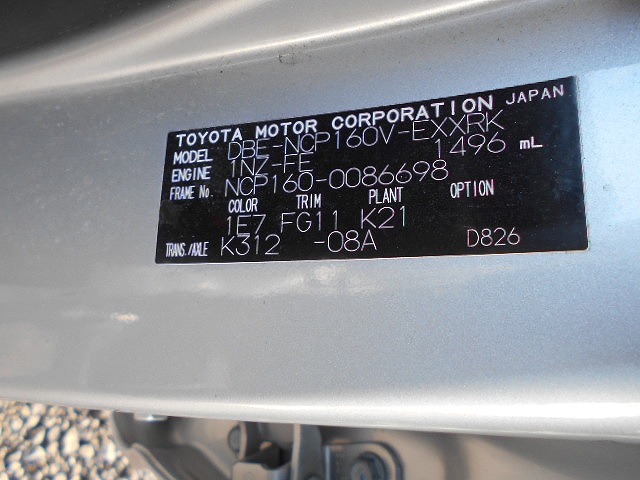 TOYOTA MOTOR CORPORATION JAPAN
MODEL DBE-NCP160V-EXXRK
ENGINE 1NZ-FE 1496 mL
FRAME No NCP160-0086698
COLOR TRIM PLANT OPTION
1E7 FG11 K21
TRANS./AXLE K312 -08A D826